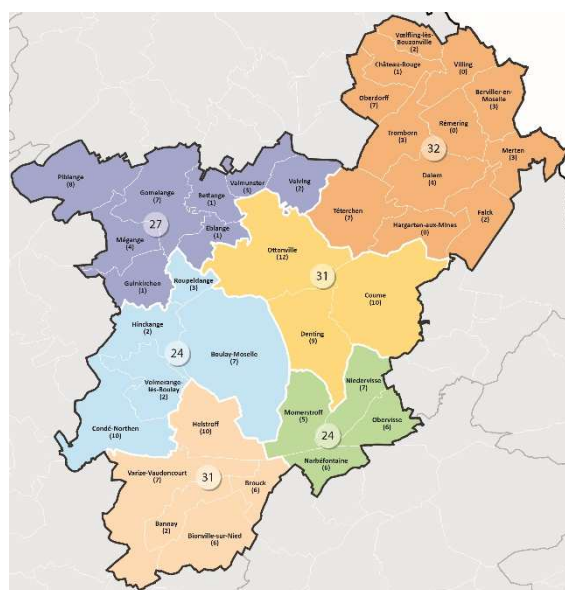 Vœlfling-lès-
Bouzonville
(2)
Château-Rouge
(1)
Villing
(0)
Berviller-en-
Moselle
(3)
Oberdorff
(7)
Rémering
(0)
Tromborn
(3)
32
Merten
(3)
Dalem
(4)
Falck
(2)
Téterchen
(7)
Hargarten-aux-Mines
Piblange
(8)
Gomelange
(7)
Bettange
(1)
Valmunster
Valving
(2)
27
Eblange
(1)
Mégange
(4)
Guinkirchen
(1)
Ottonville
(12)
31
Coume
(10)
Denting
(9)
Roupeldange
(3)
Hinckange
(2)
24
Boulay-Moselle
(7)
Volmerange-
lès-Boulay
(2)
Condé-Northen
(10)
Niedervisse
(7)
Momerstroff
(5)
Obervisse
(6)
24
Narbéfontaine
(6)
Holstroff
(10)
Varize-Vaudoncourt
(7)
31
Brouck
(6)
Bannay
(2)
Bionville-sur-Nied
(6)